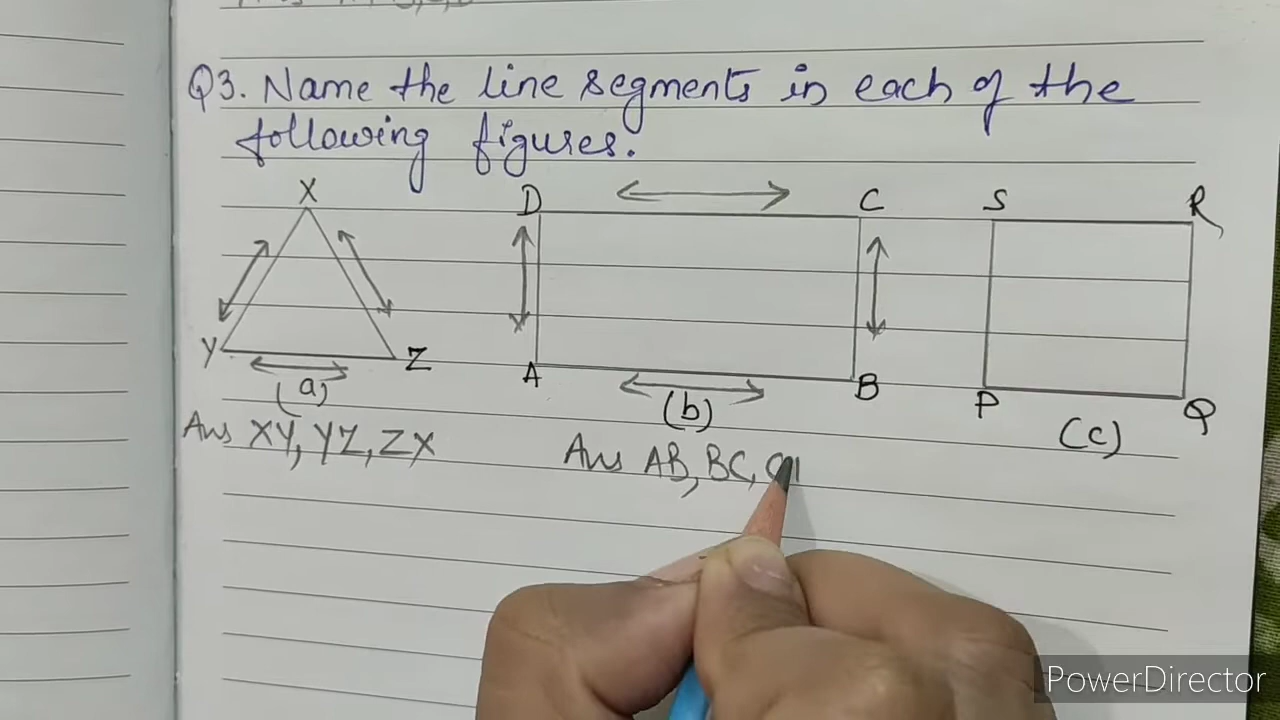 Q3. Name the line segments in each of the
following figures.
X
D
C
S
R
Y
Z
A
B
P
Q
(a)
(b)
(c)
Ans XY, YZ, ZX
Ans AB, BC,
PowerDirector